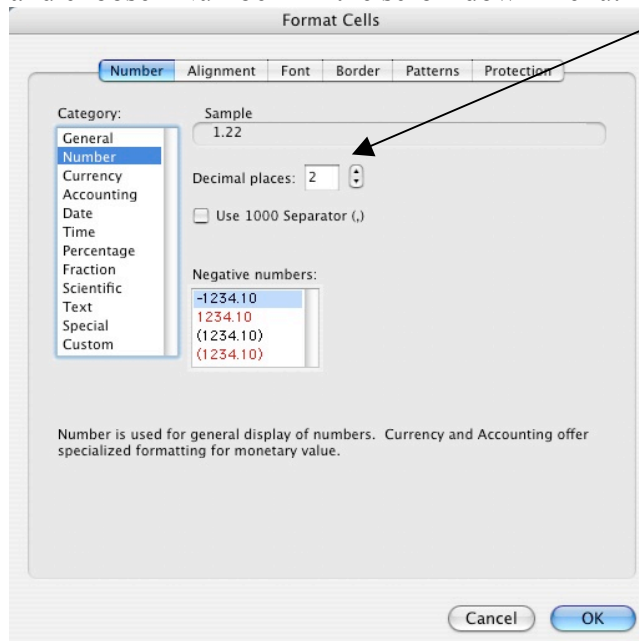 Format Cells
Number Alignment Font Border Patterns Protection
Category:
General
Number
Currency
Accounting
Date
Time
Percentage
Fraction
Scientific
Text
Special
Custom
Sample
1.22
Decimal places: 2
Use 1000 Separator (,)
Negative numbers:
-1234.10
1234.10
(1234.10)
(1234.10)
Number is used for general display of numbers. Currency and Accounting offer
specialized formatting for monetary value.
Cancel OK